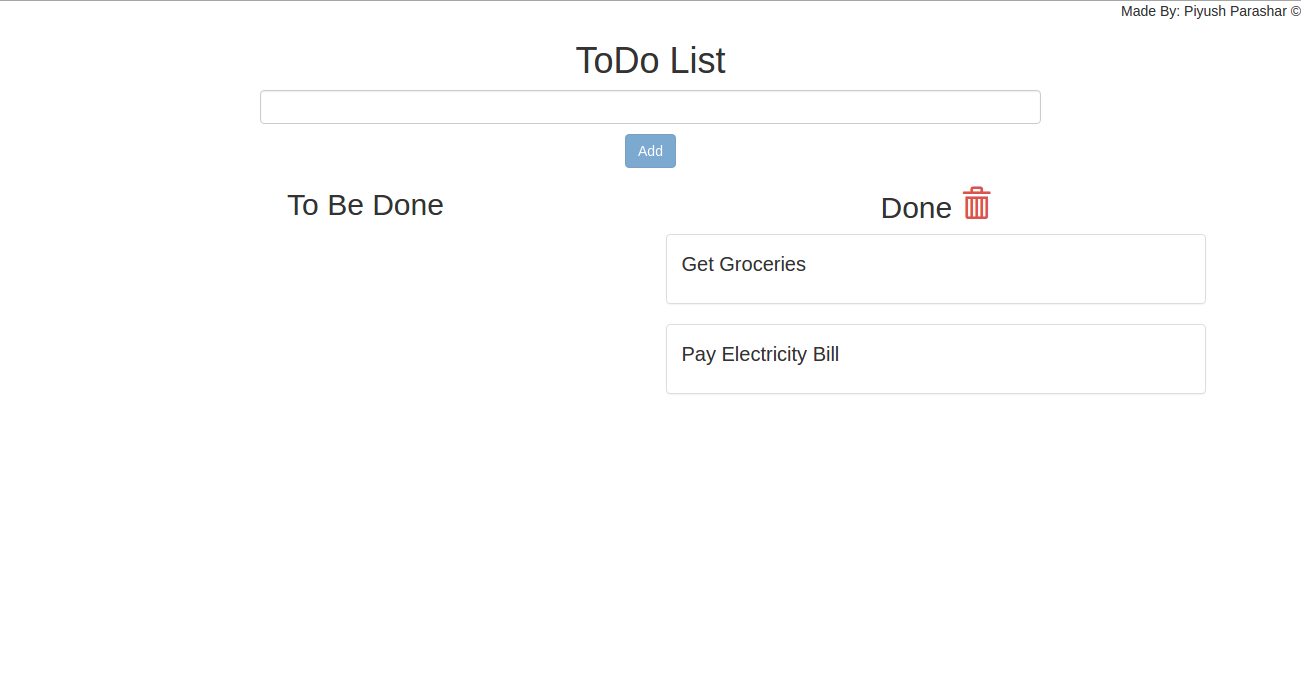 Made By: Piyush Parashar ©
ToDo List
Add
To Be Done
Done
Get Groceries
Pay Electricity Bill